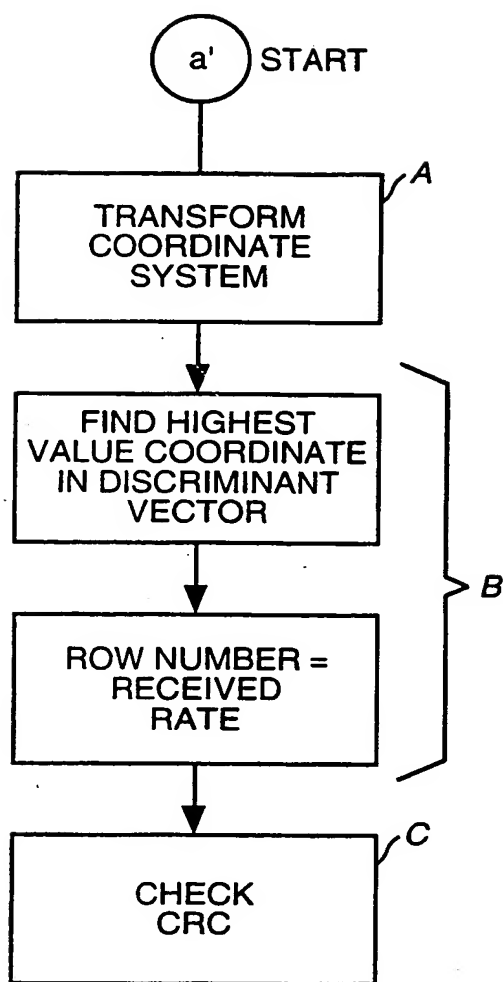 a' START
A
TRANSFORM
COORDINATE
SYSTEM
FIND HIGHEST
VALUE COORDINATE
IN DISCRIMINANT
VECTOR
B
ROW NUMBER =
RECEIVED
RATE
C
CHECK
CRC